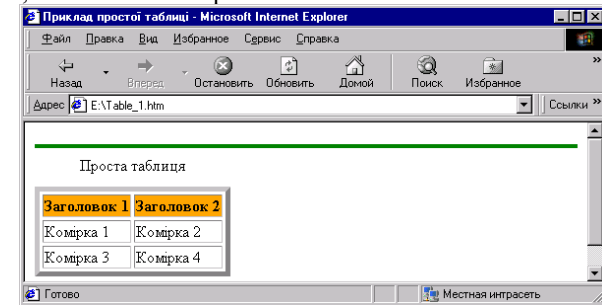 Приклад простої таблиці - Microsoft Internet Explorer
Файл Правка Вид Избранное Сервис Справка
Назад Вперед Остановить Обновить Домой Поиск Избранное »
Адрес E:\Table_1.htm Ссылки »
Проста таблиця
Заголовок 1 Заголовок 2
Комірка 1 Комірка 2
Комірка 3 Комірка 4
Готово Местная интрасеть